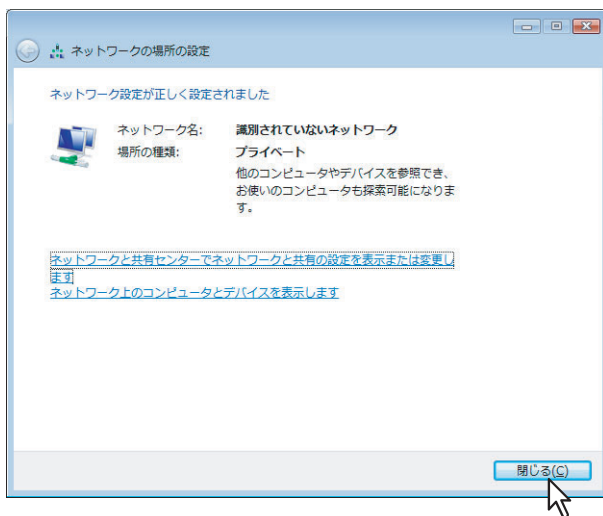 ネットワークの場所の設定
ネットワーク設定が正しく設定されました
ネットワーク名: 識別されていないネットワーク
場所の種類: プライベート
他のコンピュータやデバイスを参照でき、
お使いのコンピュータも探索可能になりま
す。
ネットワークと共有センターでネットワークと共有の設定を表示または変更し
ます
ネットワーク上のコンピュータとデバイスを表示します
閉じる(C)